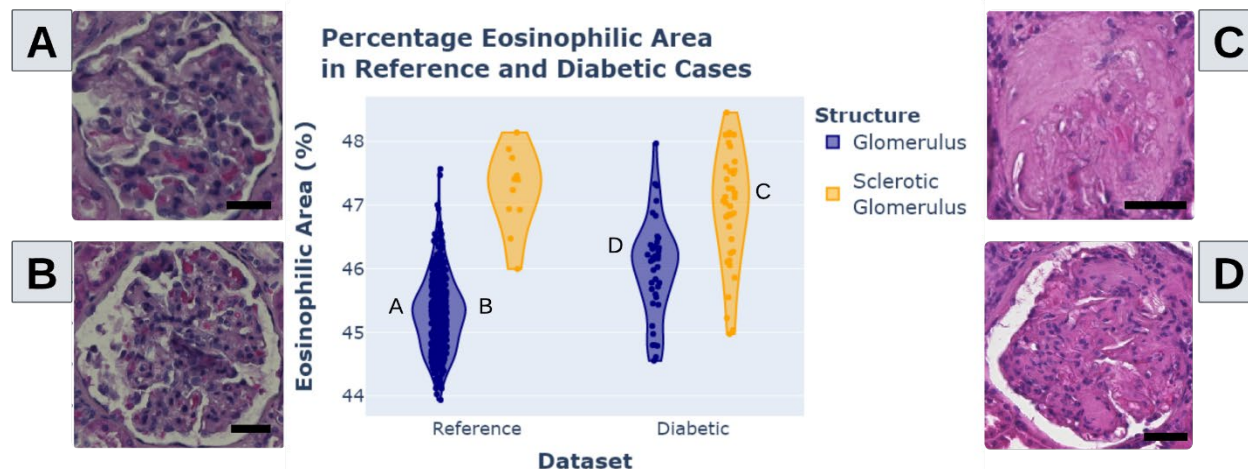 A
B
Percentage Eosinophilic Area
in Reference and Diabetic Cases
Eosinophilic Area (%)
48
47
46
45
44
A
B
D
C
Reference
Diabetic
Dataset
Structure
Glomerulus
Sclerotic
Glomerulus
C
D